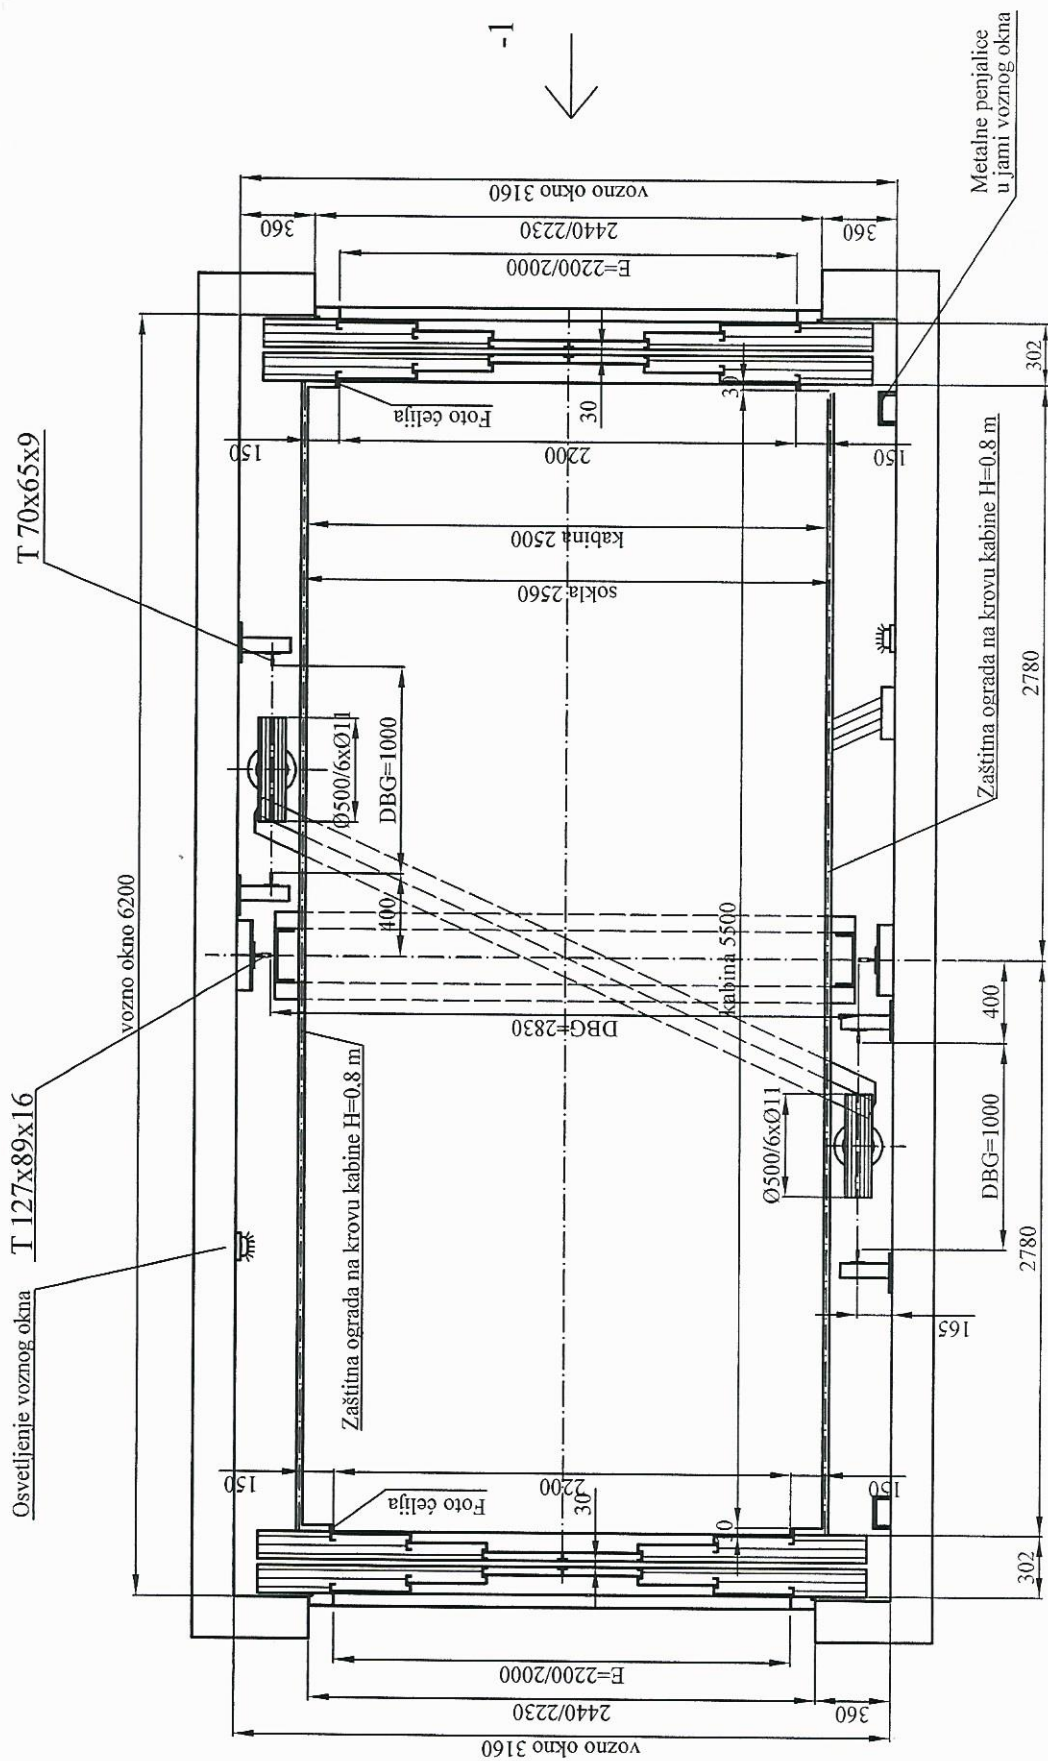 -1
Metalne penjalice
u jami voznog okna
vozno okno 3160
360
2440/2230
360
E=2200/2000
302
30
30
Foto ćelija
150
2200
150
T 70x65x9
kabina 2500
sokla 2560
Zaštitna ograda na krovu kabine H=0.8 m
2780
Ø500/6xØ11
DBG=1000
400
vozno okno 6200
kabina 5500
DBG=2830
400
T 127x89x16
Zaštitna ograda na krovu kabine H=0.8 m
Ø500/6xØ11
DBG=1000
2780
165
Osvetljenje voznog okna
150
2200
150
Foto ćelija
30
302
E=2200/2000
2440/2230
360
vozno okno 3160